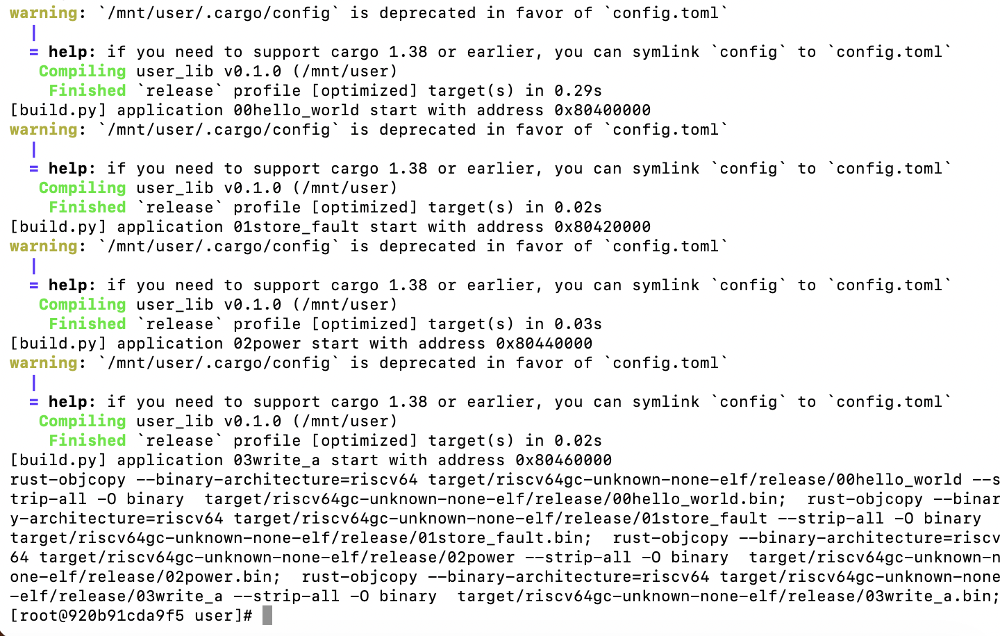 warning: `/mnt/user/.cargo/config` is deprecated in favor of `config.toml`
  |
  = help: if you need to support cargo 1.38 or earlier, you can symlink `config` to `config.toml`
   Compiling user_lib v0.1.0 (/mnt/user)
    Finished `release` profile [optimized] target(s) in 0.29s
[build.py] application 00hello_world start with address 0x80400000
warning: `/mnt/user/.cargo/config` is deprecated in favor of `config.toml`
  |
  = help: if you need to support cargo 1.38 or earlier, you can symlink `config` to `config.toml`
   Compiling user_lib v0.1.0 (/mnt/user)
    Finished `release` profile [optimized] target(s) in 0.02s
[build.py] application 01store_fault start with address 0x80420000
warning: `/mnt/user/.cargo/config` is deprecated in favor of `config.toml`
  |
  = help: if you need to support cargo 1.38 or earlier, you can symlink `config` to `config.toml`
   Compiling user_lib v0.1.0 (/mnt/user)
    Finished `release` profile [optimized] target(s) in 0.03s
[build.py] application 02power start with address 0x80440000
warning: `/mnt/user/.cargo/config` is deprecated in favor of `config.toml`
  |
  = help: if you need to support cargo 1.38 or earlier, you can symlink `config` to `config.toml`
   Compiling user_lib v0.1.0 (/mnt/user)
    Finished `release` profile [optimized] target(s) in 0.02s
[build.py] application 03write_a start with address 0x80460000
rust-objcopy --binary-architecture=riscv64 target/riscv64gc-unknown-none-elf/release/00hello_world --s
trip-all -O binary  target/riscv64gc-unknown-none-elf/release/00hello_world.bin;  rust-objcopy --binar
y-architecture=riscv64 target/riscv64gc-unknown-none-elf/release/01store_fault --strip-all -O binary
target/riscv64gc-unknown-none-elf/release/01store_fault.bin;  rust-objcopy --binary-architecture=riscv
64 target/riscv64gc-unknown-none-elf/release/02power --strip-all -O binary  target/riscv64gc-unknown-n
one-elf/release/02power.bin;  rust-objcopy --binary-architecture=riscv64 target/riscv64gc-unknown-none
-elf/release/03write_a --strip-all -O binary  target/riscv64gc-unknown-none-elf/release/03write_a.bin;
[root@920b91cda9f5 user]#